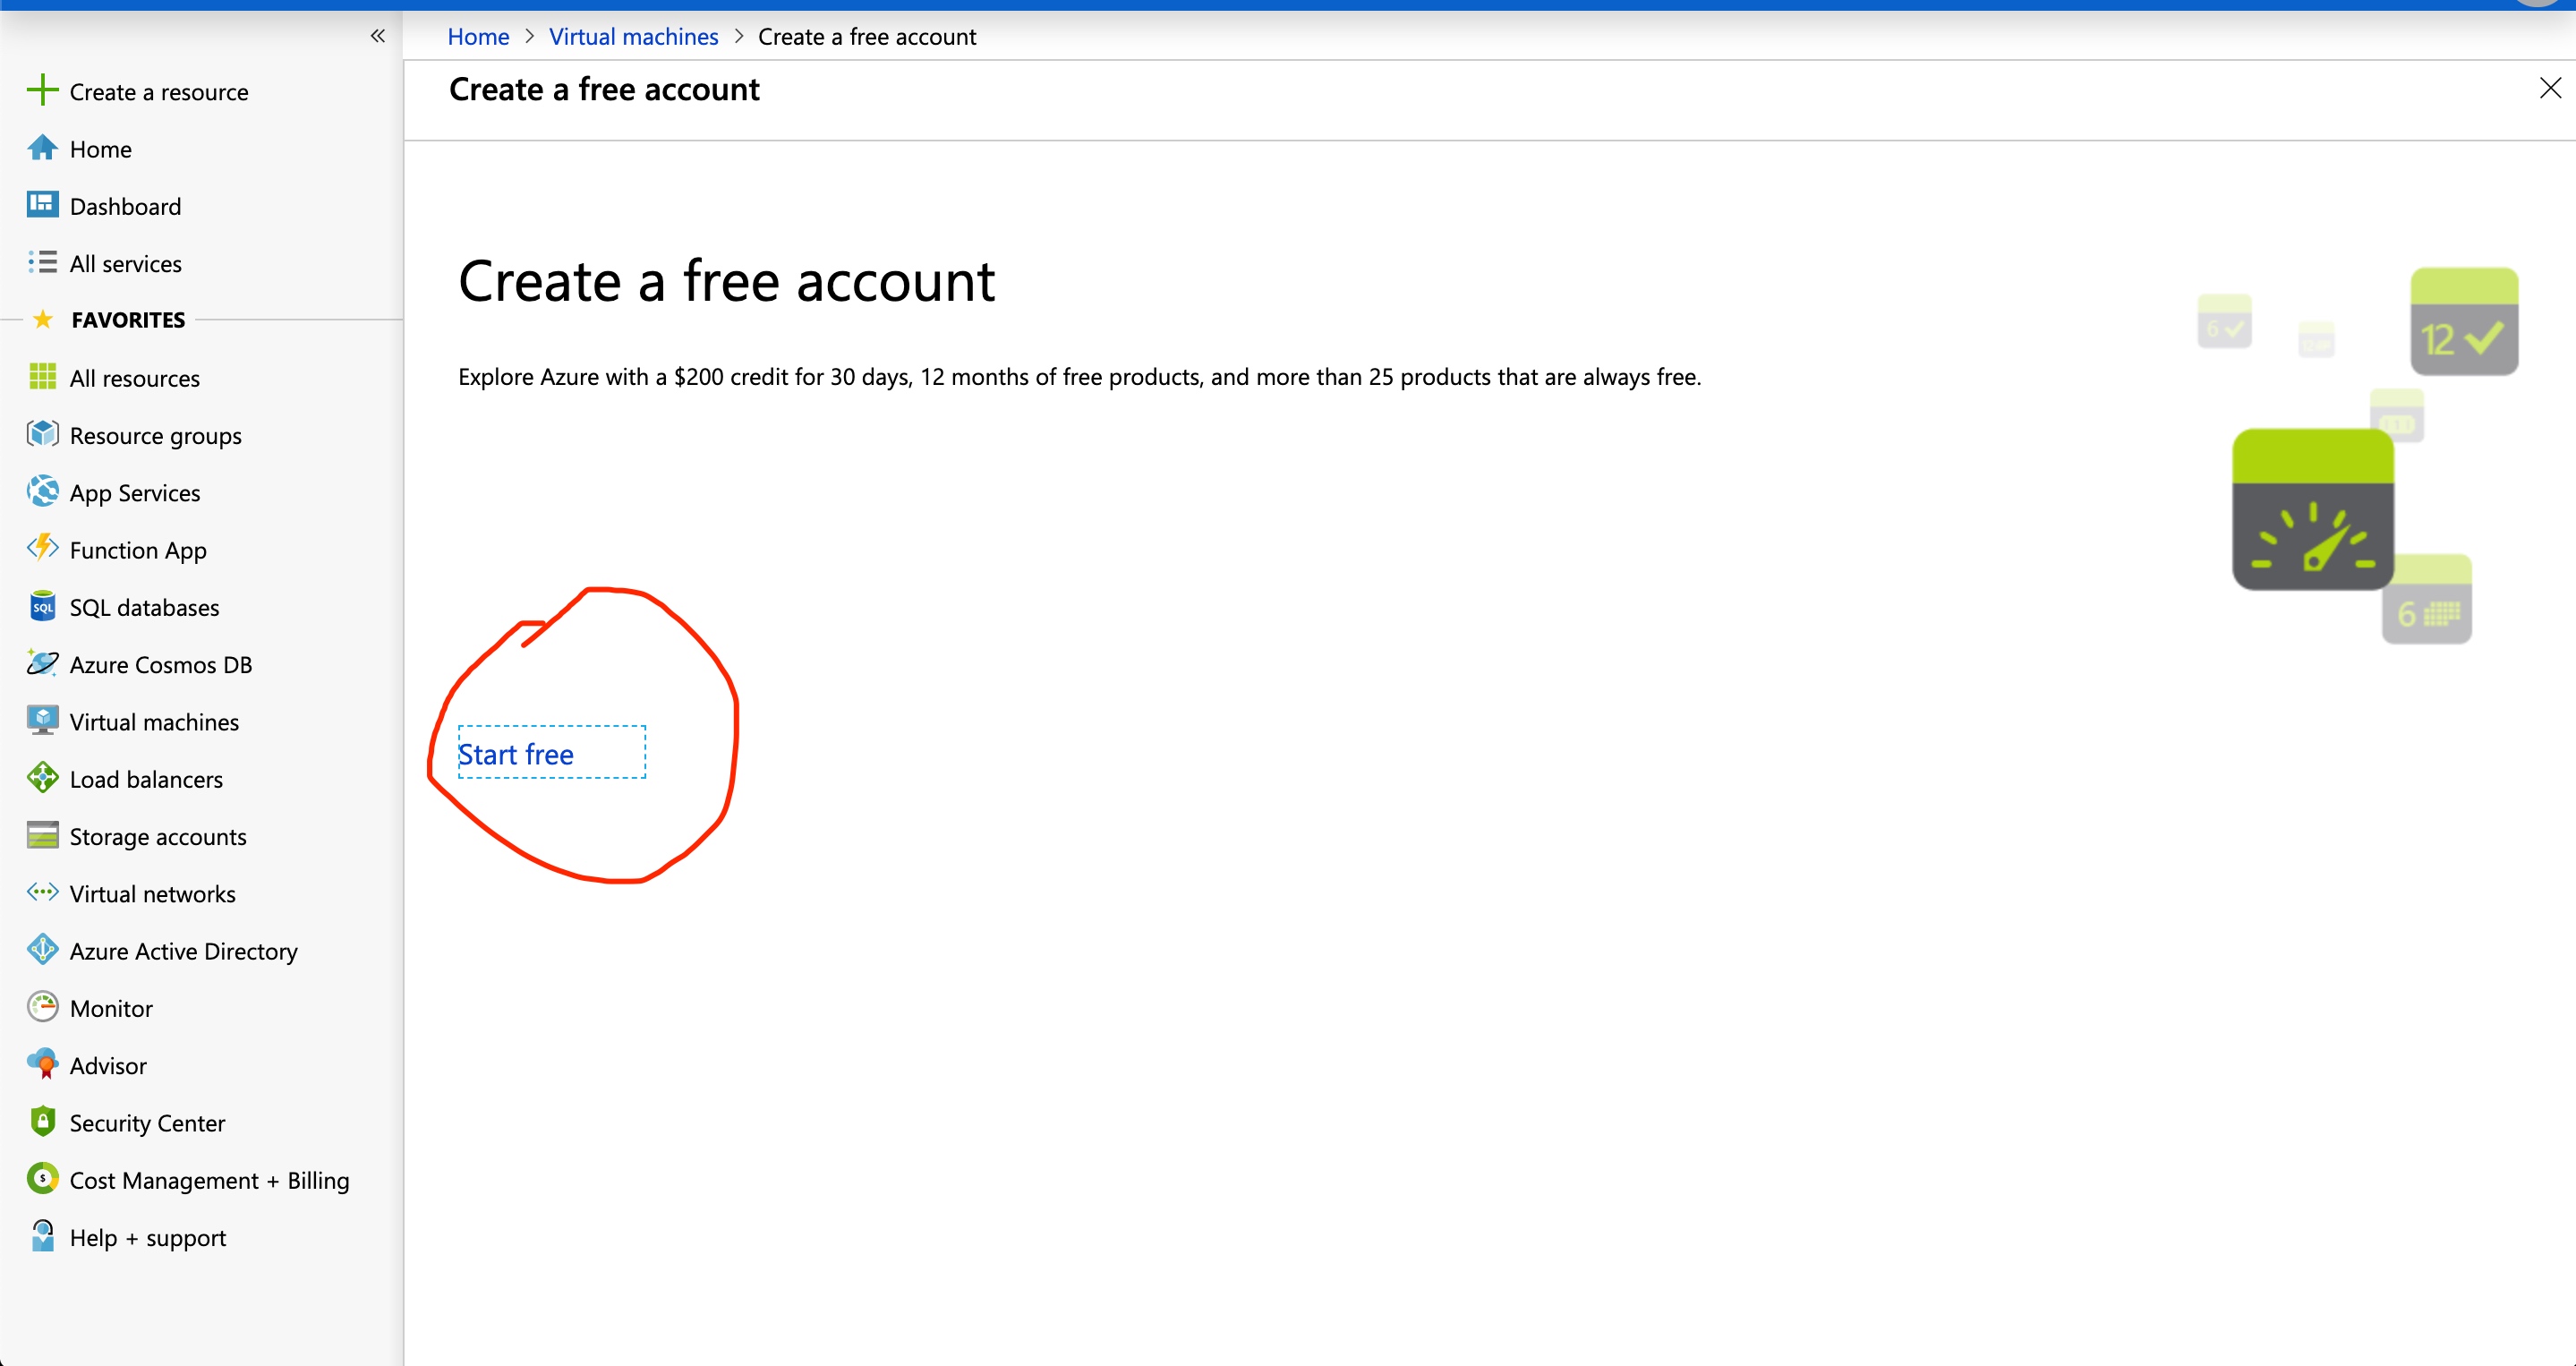 Home > Virtual machines > Create a free account
Create a resource
Home
Dashboard
All services
FAVORITES
All resources
Resource groups
App Services
Function App
SQL databases
Azure Cosmos DB
Virtual machines
Load balancers
Storage accounts
Virtual networks
Azure Active Directory
Monitor
Advisor
Security Center
Cost Management + Billing
Help + support
Create a free account
Create a free account
Explore Azure with a $200 credit for 30 days, 12 months of free products, and more than 25 products that are always free.
Start free
6
12
6
SQL